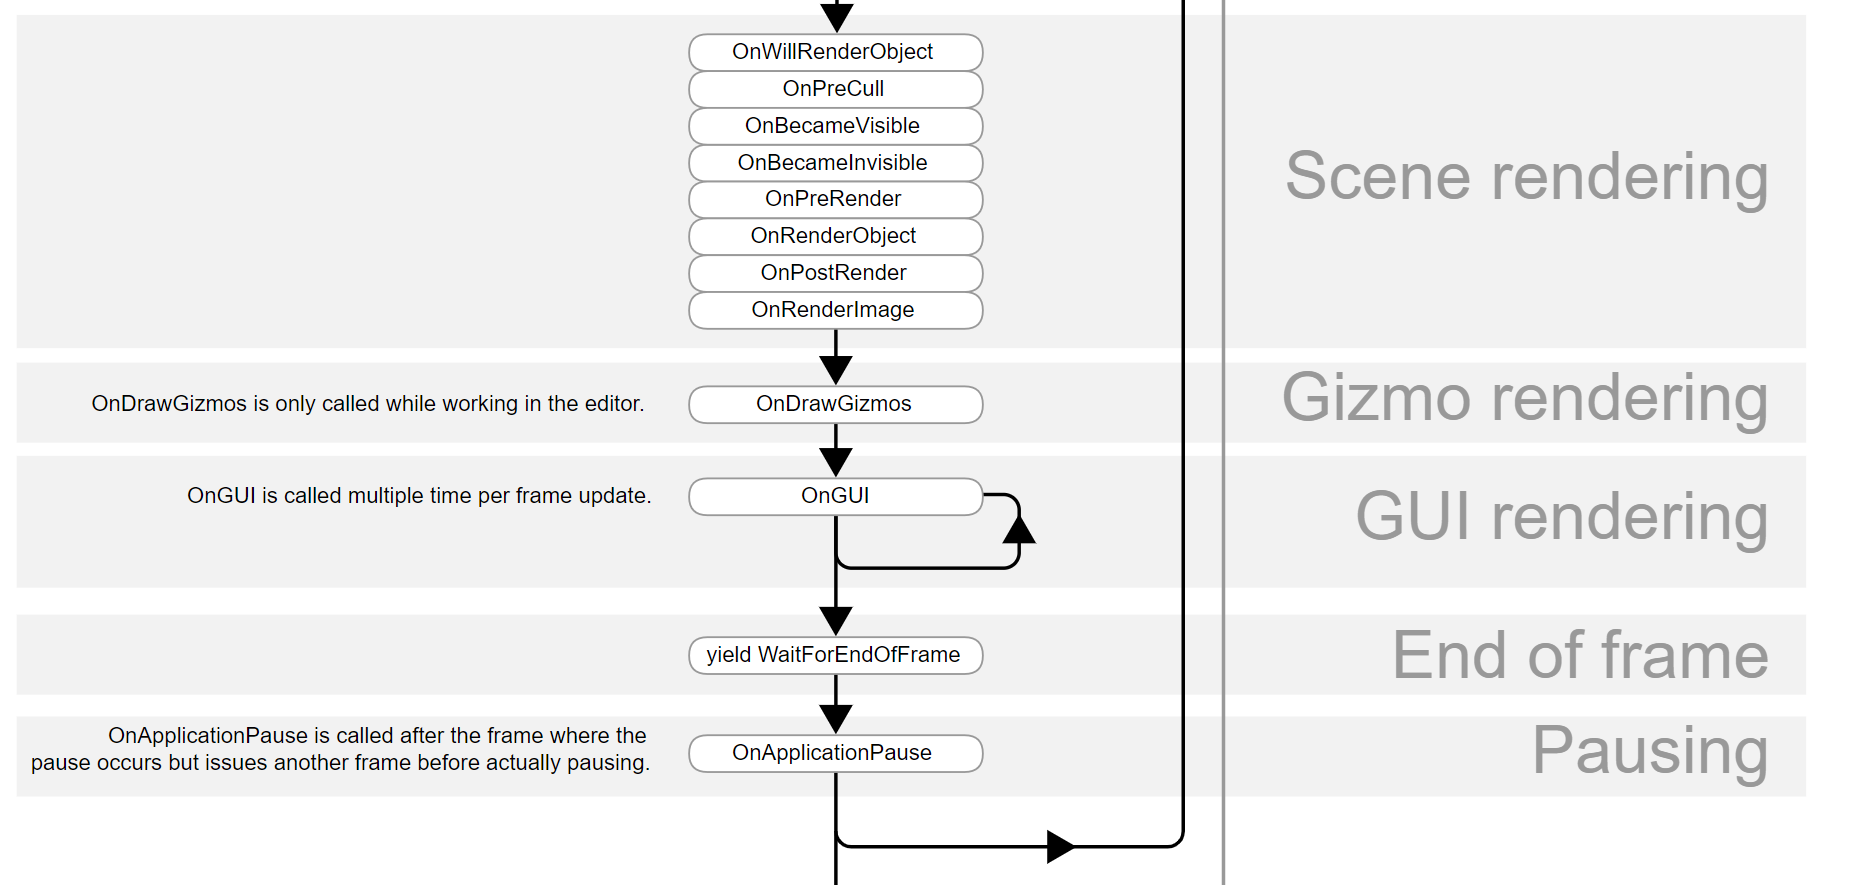 OnWillRenderObject
OnPreCull
OnBecameVisible
OnBecameInvisible
OnPreRender
OnRenderObject
OnPostRender
OnRenderImage
Scene rendering
OnDrawGizmos is only called while working in the editor.
OnDrawGizmos
Gizmo rendering
OnGUI is called multiple time per frame update.
OnGUI
GUI rendering
yield WaitForEndOfFrame
End of frame
OnApplicationPause is called after the frame where the
pause occurs but issues another frame before actually pausing.
OnApplicationPause
Pausing